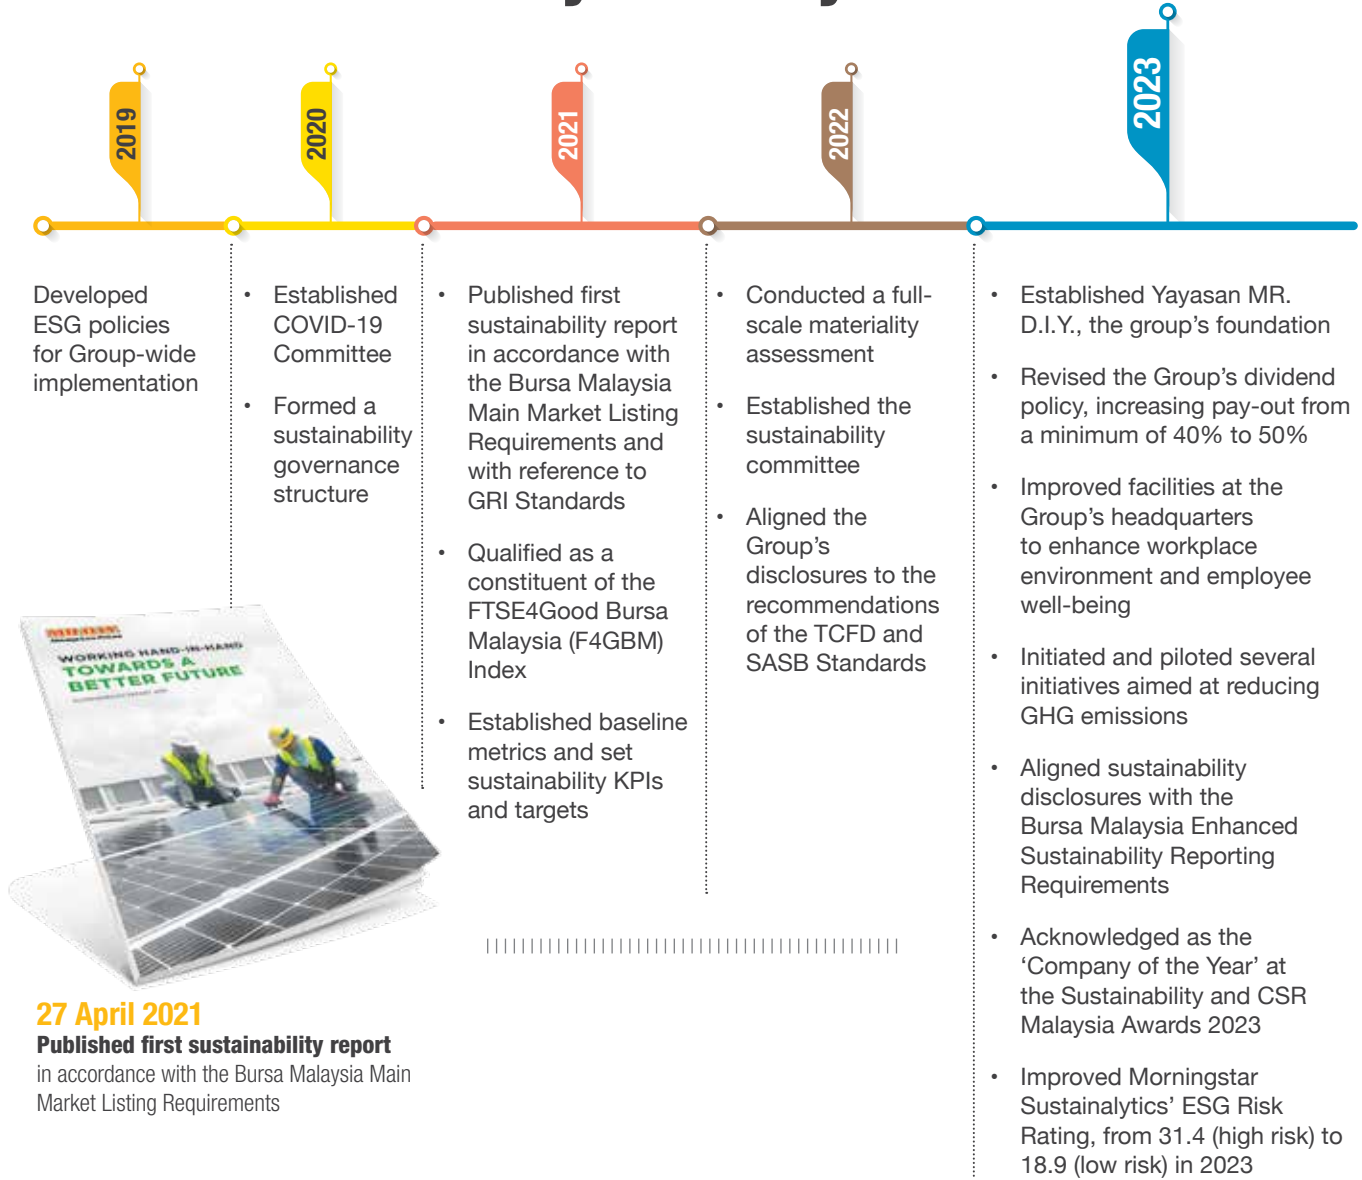 2019
2020
2021
2022
2023
Developed
ESG policies
for Group-wide
implementation
• Established
COVID-19
Committee
• Formed a
sustainability
governance
structure
• Published first
sustainability report
in accordance with
the Bursa Malaysia
Main Market Listing
Requirements and
with reference to
GRI Standards
• Qualified as a
constituent of the
FTSE4Good Bursa
Malaysia (F4GBM)
Index
• Established baseline
metrics and set
sustainability KPIs
and targets
• Conducted a full-
scale materiality
assessment
• Established the
sustainability
committee
• Aligned the
Group’s
disclosures to the
recommendations
of the TCFD and
SASB Standards
• Established Yayasan MR.
D.I.Y., the group’s foundation
• Revised the Group’s dividend
policy, increasing pay-out from
a minimum of 40% to 50%
• Improved facilities at the
Group’s headquarters
to enhance workplace
environment and employee
well-being
• Initiated and piloted several
initiatives aimed at reducing
GHG emissions
• Aligned sustainability
disclosures with the
Bursa Malaysia Enhanced
Sustainability Reporting
Requirements
• Acknowledged as the
‘Company of the Year’ at
the Sustainability and CSR
Malaysia Awards 2023
• Improved Morningstar
Sustainalytics’ ESG Risk
Rating, from 31.4 (high risk) to
18.9 (low risk) in 2023
WORKING HAND-IN-HAND
TOWARDS A
BETTER FUTURE
27 April 2021
Published first sustainability report
in accordance with the Bursa Malaysia Main
Market Listing Requirements